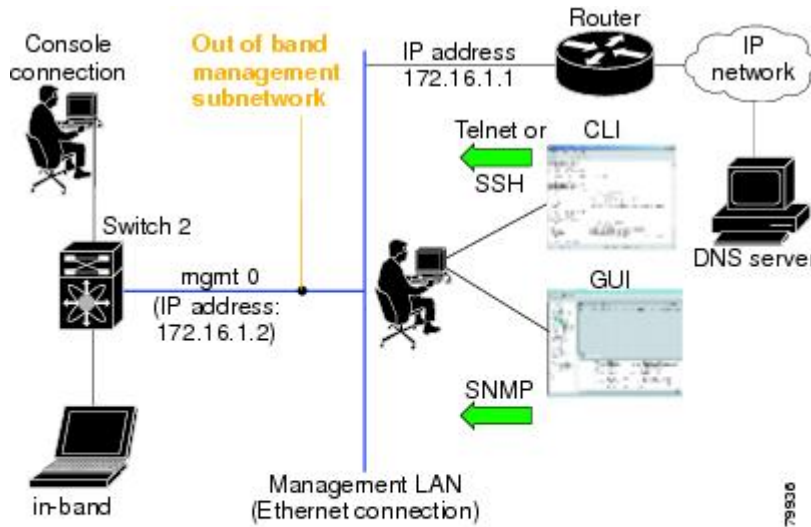 Console
connection
Out of band
management
subnetwork
Router
IP address
172.16.1.1
IP
network
Telnet or
SSH
CLI
Switch 2
DNS server
mgmt 0
(IP address:
172.16.1.2)
GUI
SNMP
in-band
Management LAN
(Ethernet connection)
79936